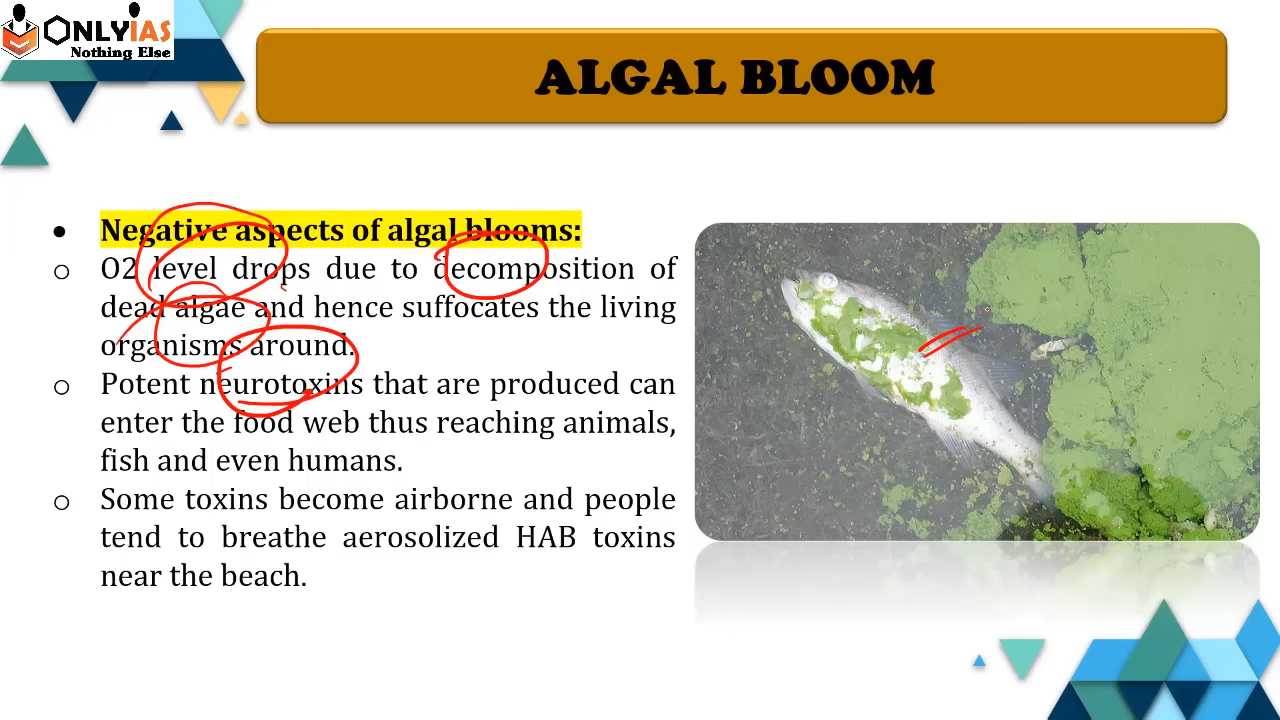 ONLYIAS
Nothing Else
ALGAL BLOOM
• Negative aspects of algal blooms:
o O2 level drops due to decomposition of
dead algae and hence suffocates the living
organisms around.
o Potent neurotoxins that are produced can
enter the food web thus reaching animals,
fish and even humans.
o Some toxins become airborne and people
tend to breathe aerosolized HAB toxins
near the beach.